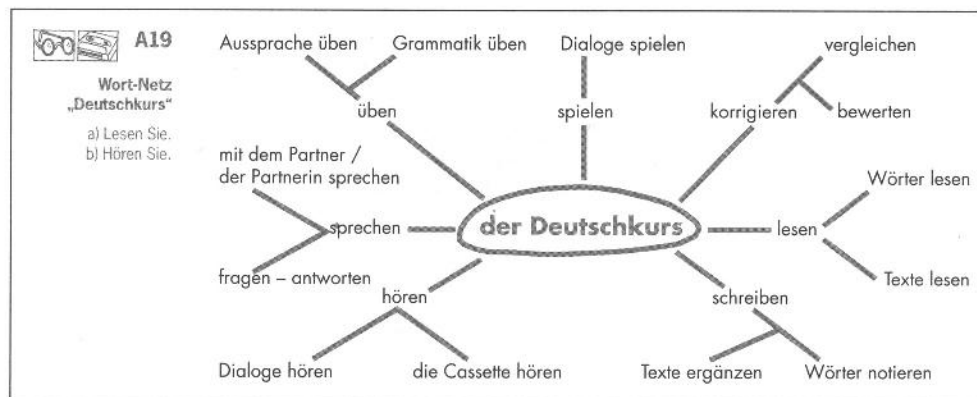 A19
Wort-Netz
„Deutschkurs“
a) Lesen Sie.
b) Hören Sie.
Aussprache üben
Grammatik üben
Dialoge spielen
vergleichen
üben
spielen
korrigieren
bewerten
mit dem Partner /
der Partnerin sprechen
Wörter lesen
sprechen
der Deutschkurs
lesen
fragen – antworten
Texte lesen
hören
schreiben
Dialoge hören
die Cassette hören
Texte ergänzen
Wörter notieren